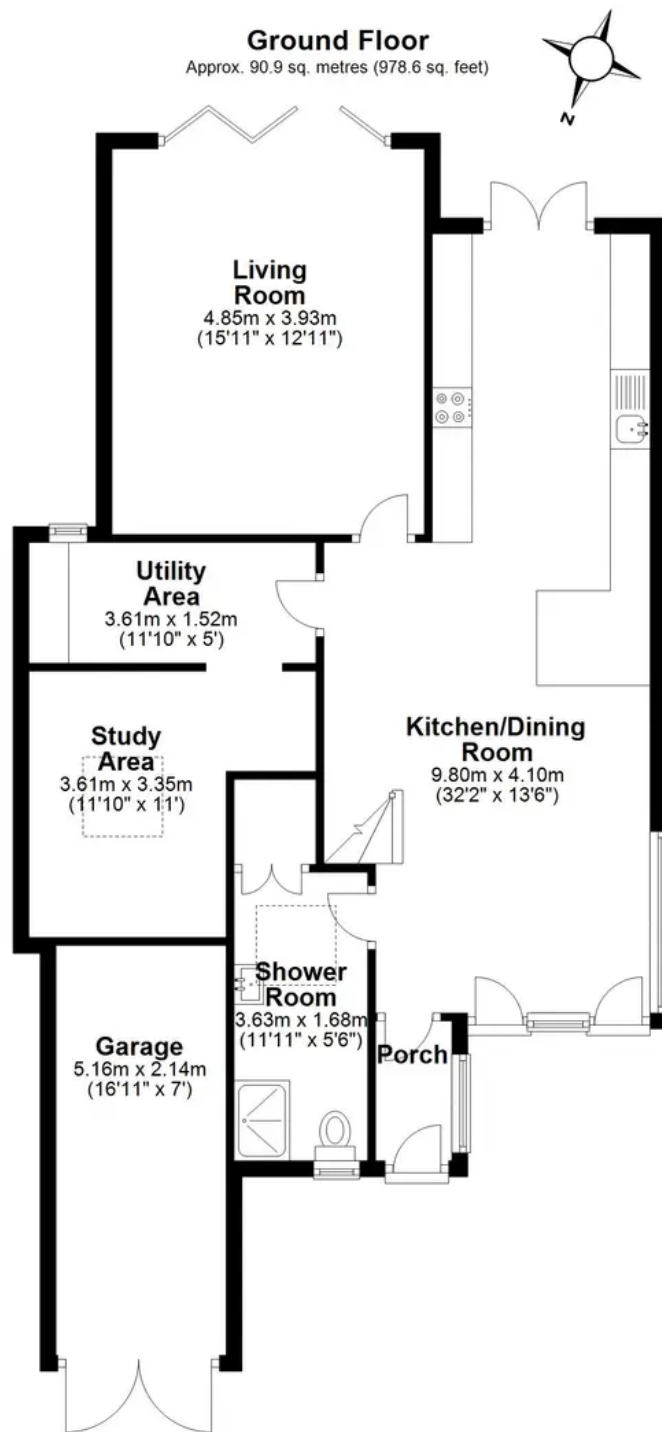 Ground Floor
Approx. 90.9 sq. metres (978.6 sq. feet)
N
Living
Room
4.85m x 3.93m
(15'11" x 12'11")
Utility
Area
3.61m x 1.52m
(11'10" x 5')
Study
Area
3.61m x 3.35m
(11'10" x 11')
Kitchen/Dining
Room
9.80m x 4.10m
(32'2" x 13'6")
Shower
Room
3.63m x 1.68m
(11'11" x 5'6")
Porch
Garage
5.16m x 2.14m
(16'11" x 7')